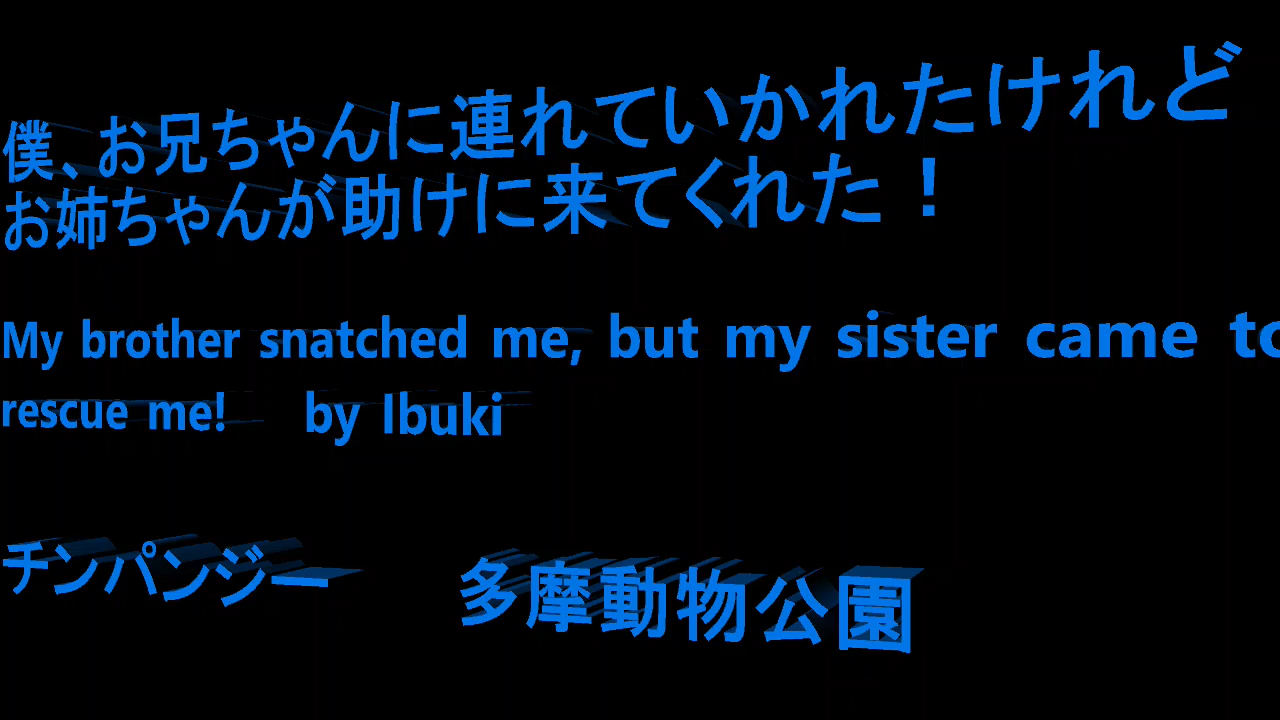 僕、お兄ちゃんに連れていかれたけれど
お姉ちゃんが助けに来てくれた！
My brother snatched me, but my sister came to
rescue me! by Ibuki
チンパンジー 多摩動物公園